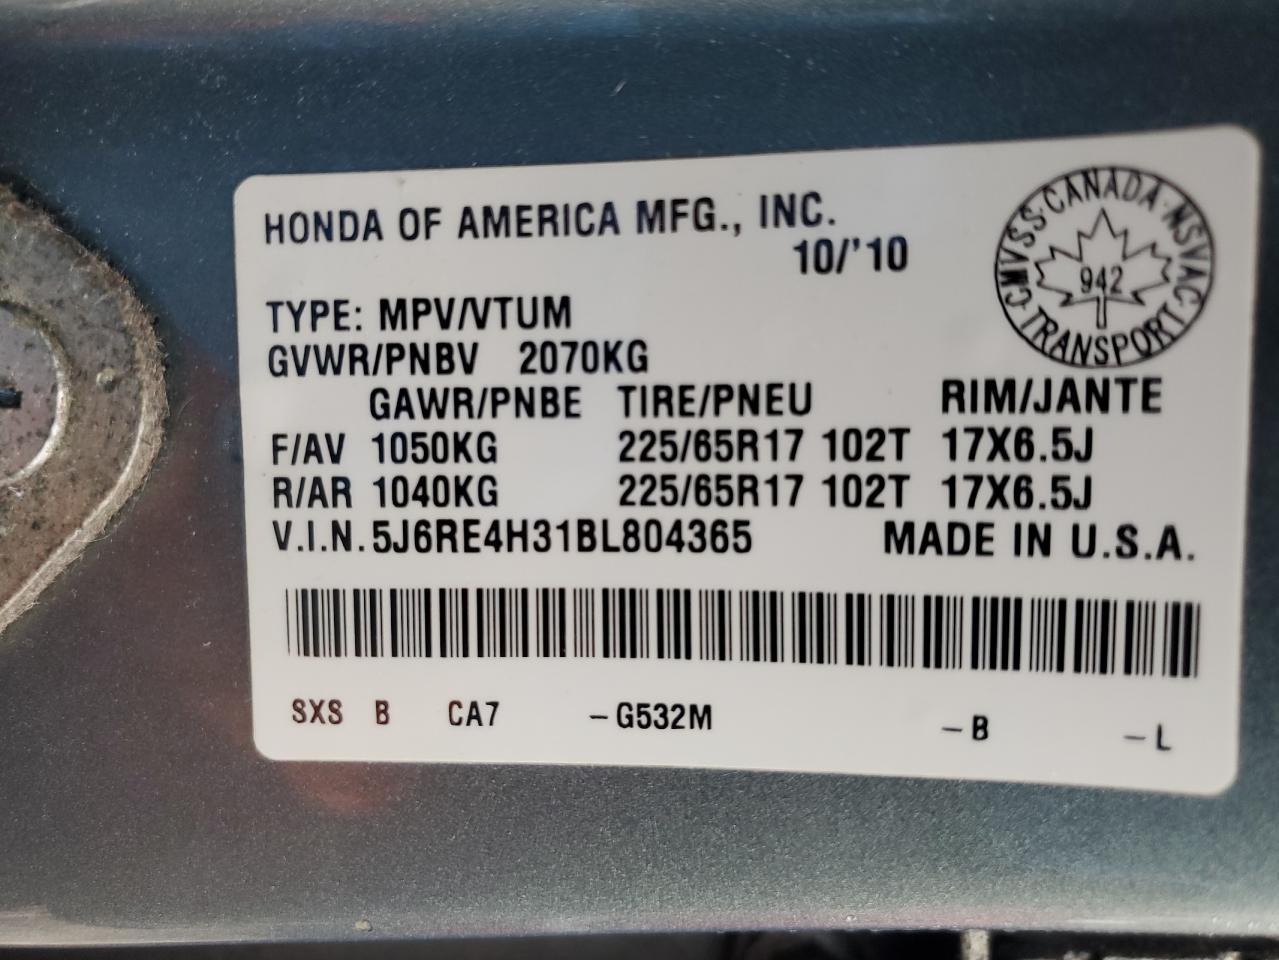 HONDA OF AMERICA MFG., INC.
10/'10
CMVSS·CANADA·NSVAC·TRANSPORT·
942
TYPE: MPV/VTUM
GVWR/PNBV 2070KG
GAWR/PNBE TIRE/PNEU RIM/JANTE
F/AV 1050KG 225/65R17 102T 17X6.5J
R/AR 1040KG 225/65R17 102T 17X6.5J
V.I.N. 5J6RE4H31BL804365 MADE IN U.S.A.
SXS B CA7 –G532M –B –L